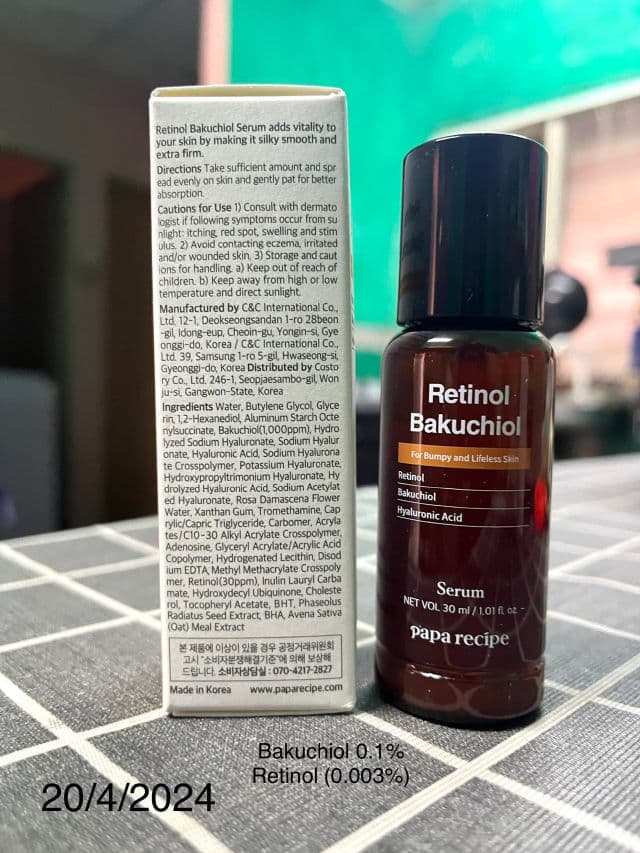 Retinol Bakuchiol Serum adds vitality to
your skin by making it silky smooth and
extra firm.
Directions Take sufficient amount and spr
ead evenly on skin and gently pat for better
absorption.
Cautions for Use 1) Consult with dermato
logist if following symptoms occur from su
nlight: itching, red spot, swelling and stim
ulus. 2) Avoid contacting eczema, irritated
and/or wounded skin, 3) Storage and caut
ions for handling. a) Keep out of reach of
children. b) Keep away from high or low
temperature and direct sunlight.
Manufactured by C&C International Co.,
Ltd. 12-1, Deokseongsandan 1-ro 28beon
-gil, Idong-eup, Cheoin-gu, Yongin-si, Gye
onggi-do, Korea / C&C International Co.,
Ltd. 39, Samsung 1-ro 5-gil, Hwaseong-si,
Gyeonggi-do, Korea Distributed by Costo
ry Co., Ltd. 246-1, Seopjaesambo-gil, Won
ju-si, Gangwon-State, Korea
Ingredients Water, Butylene Glycol, Glyce
rin, 1,2-Hexanediol, Aluminum Starch Octe
nylsuccinate, Bakuchiol(1,000ppm), Hydro
lyzed Sodium Hyaluronate, Sodium Hyalur
onate, Hyaluronic Acid, Sodium Hyalurona
te Crosspolymer, Potassium Hyaluronate,
Hydroxypropyltrimonium Hyaluronate, Hy
drolyzed Hyaluronic Acid, Sodium Acetylat
ed Hyaluronate, Rosa Damascena Flower
Water, Xanthan Gum, Tromethamine, Cap
rylic/Capric Triglyceride, Carbomer, Acryla
tes/C10-30 Alkyl Acrylate Crosspolymer,
Adenosine, Glyceryl Acrylate/Acrylic Acid
Copolymer, Hydrogenated Lecithin, Disod
ium EDTA, Methyl Methacrylate Crosspoly
mer, Retinol(30ppm), Inulin Lauryl Carba
mate, Hydroxydecyl Ubiquinone, Choleste
rol, Tocopheryl Acetate, BHT, Phaseolus
Radiatus Seed Extract, BHA, Avena Sativa
(Oat) Meal Extract
본 제품에 이상이 있을 경우 공정거래위원회
고시 "소비자분쟁해결기준"에 의해 보상해
드립니다. 소비자상담실 : 070-4217-2827
Made in Korea www.paparecipe.com
Retinol
Bakuchiol
For Bumpy and Lifeless Skin
Retinol
Bakuchiol
Hyaluronic Acid
Serum
NET VOL 30 ml / 1.01 fl. oz
papa recipe
Bakuchiol 0.1%
Retinol (0.003%)
20/4/2024